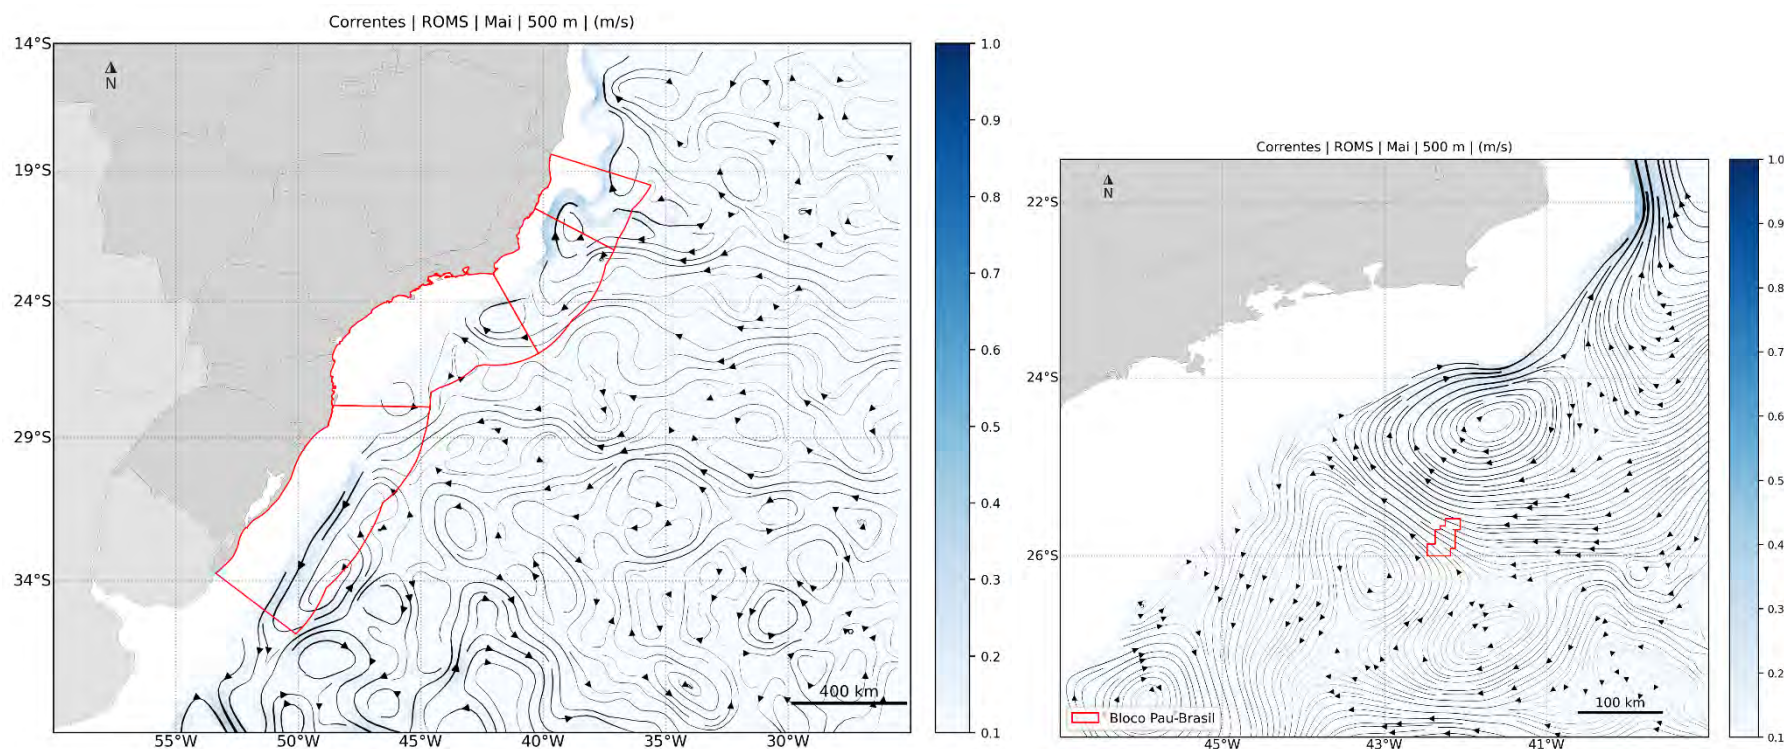 Correntes | ROMS | Mai | 500 m | (m/s)
N
14°S
19°S
24°S
29°S
34°S
55°W
50°W
45°W
40°W
35°W
30°W
400 km
1.0
0.9
0.8
0.7
0.6
0.5
0.4
0.3
0.2
0.1
Correntes | ROMS | Mai | 500 m | (m/s)
N
22°S
24°S
26°S
45°W
43°W
41°W
Bloco Pau-Brasil
100 km
1.0
0.9
0.8
0.7
0.6
0.5
0.4
0.3
0.2
0.1